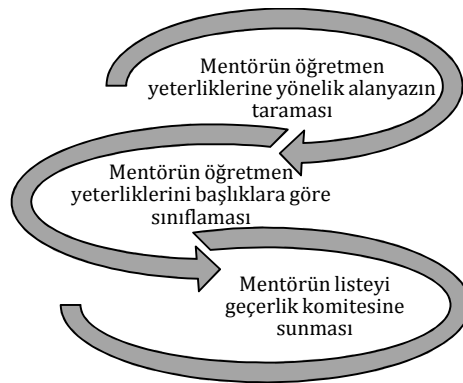 Mentörün öğretmen
yeterliklerine yönelik alanyazın
taraması
Mentörün öğretmen
yeterliklerini başlıklara göre
sınıflaması
Mentörün listeyi
geçerlik komitesine
sunması